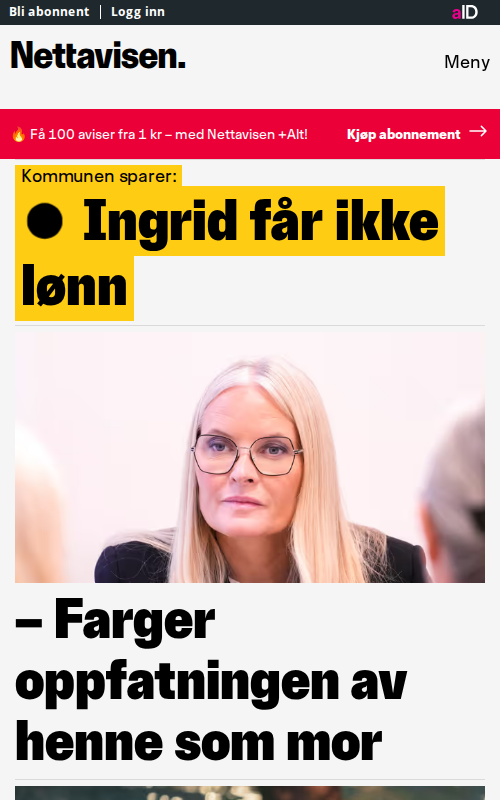 Bli abonnent | Logg inn
aID
Nettavisen.
Meny
🔥 Få 100 aviser fra 1 kr – med Nettavisen +Alt!
Kjøp abonnement →
Kommunen sparer:
● Ingrid får ikke
lønn
– Farger
oppfatningen av
henne som mor